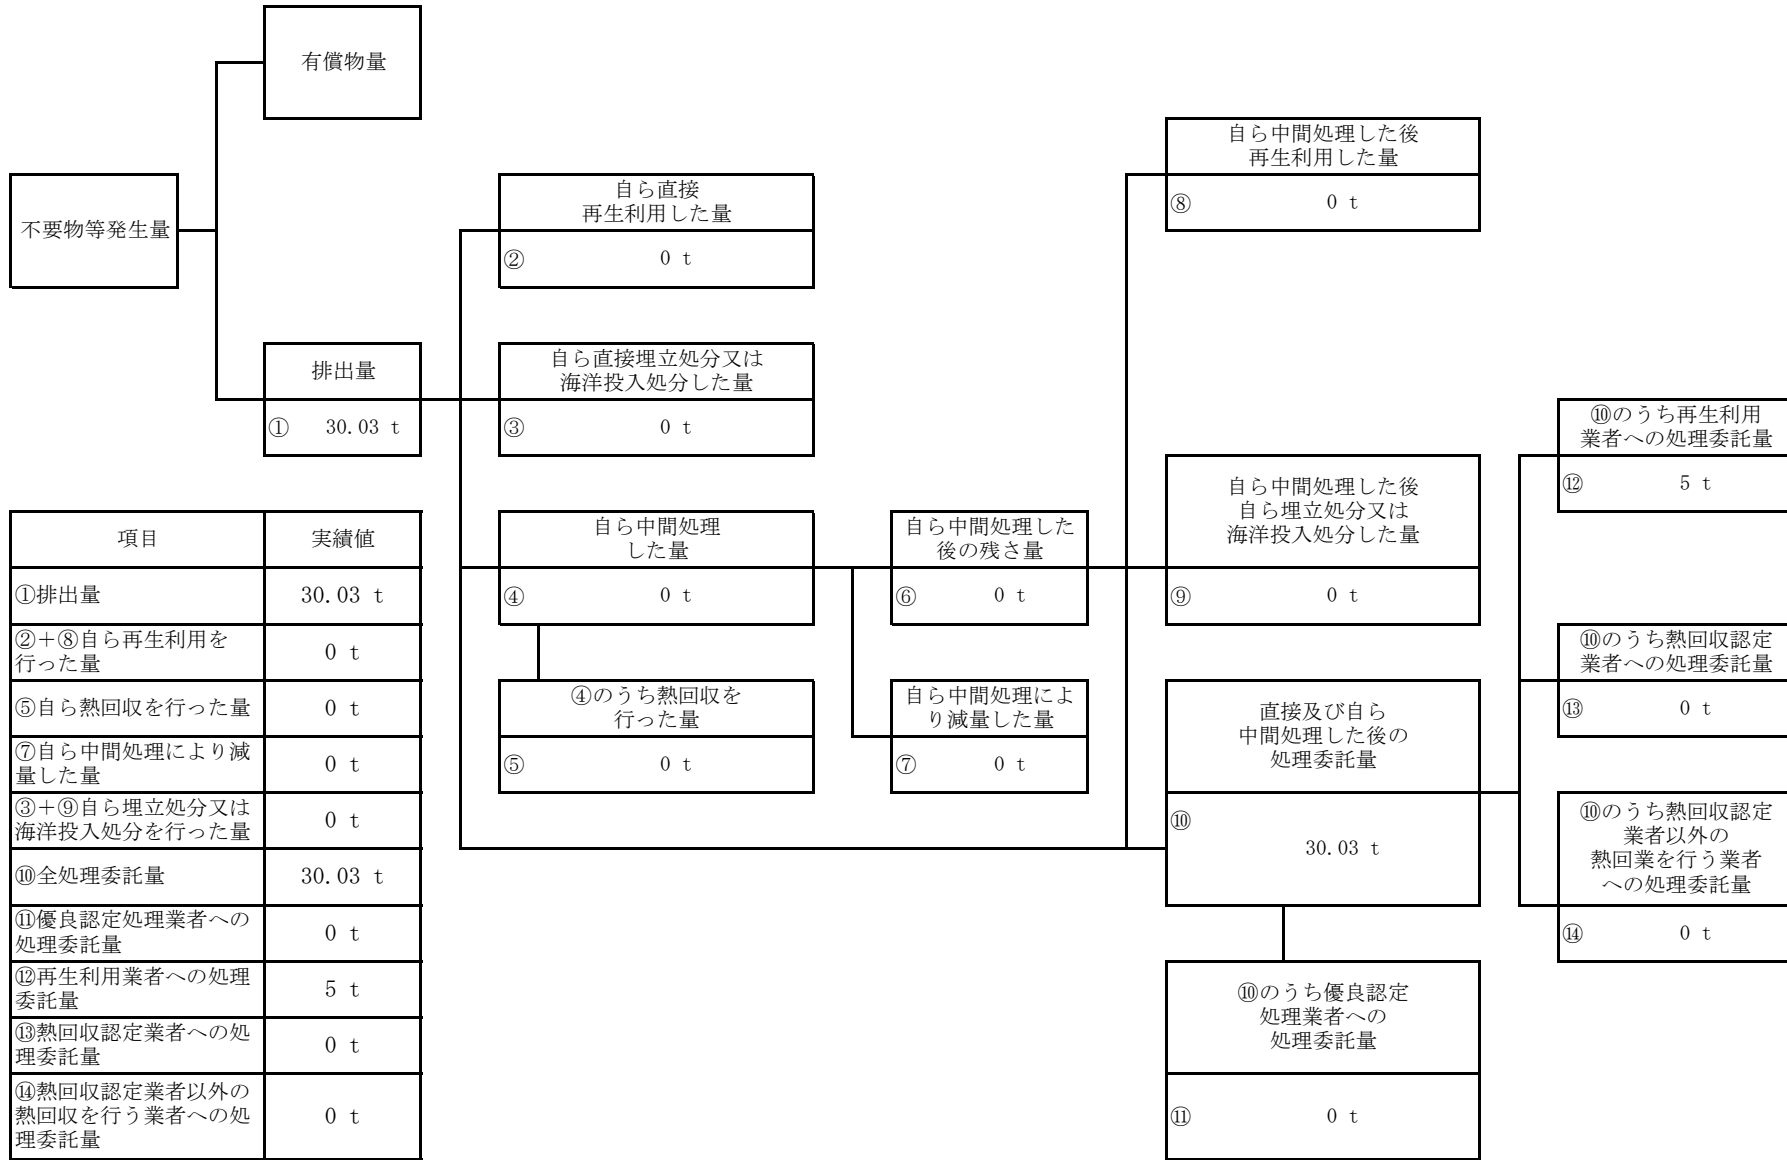 有償物量
不要物等発生量
排出量
① 30.03 t
自ら直接
再生利用した量
② 0 t
自ら直接埋立処分又は
海洋投入処分した量
③ 0 t
自ら中間処理
した量
④ 0 t
④のうち熱回収を
行った量
⑤ 0 t
自ら中間処理した
後の残さ量
⑥ 0 t
自ら中間処理によ
り減量した量
⑦ 0 t
自ら中間処理した後
再生利用した量
⑧ 0 t
自ら中間処理した後
自ら埋立処分又は
海洋投入処分した量
⑨ 0 t
直接及び自ら
中間処理した後の
処理委託量
⑩
30.03 t
⑩のうち優良認定
処理業者への
処理委託量
⑪ 0 t
⑩のうち再生利用
業者への処理委託量
⑫ 5 t
⑩のうち熱回収認定
業者への処理委託量
⑬ 0 t
⑩のうち熱回収認定
業者以外の
熱回業を行う業者
への処理委託量
⑭ 0 t
項目 実績値
①排出量 30.03 t
②＋⑧自ら再生利用を
行った量 0 t
⑤自ら熱回収を行った量 0 t
⑦自ら中間処理により減
量した量 0 t
③＋⑨自ら埋立処分又は
海洋投入処分を行った量 0 t
⑩全処理委託量 30.03 t
⑪優良認定処理業者への
処理委託量 0 t
⑫再生利用業者への処理
委託量 5 t
⑬熱回収認定業者への処
理委託量 0 t
⑭熱回収認定業者以外の
熱回収を行う業者への処
理委託量 0 t